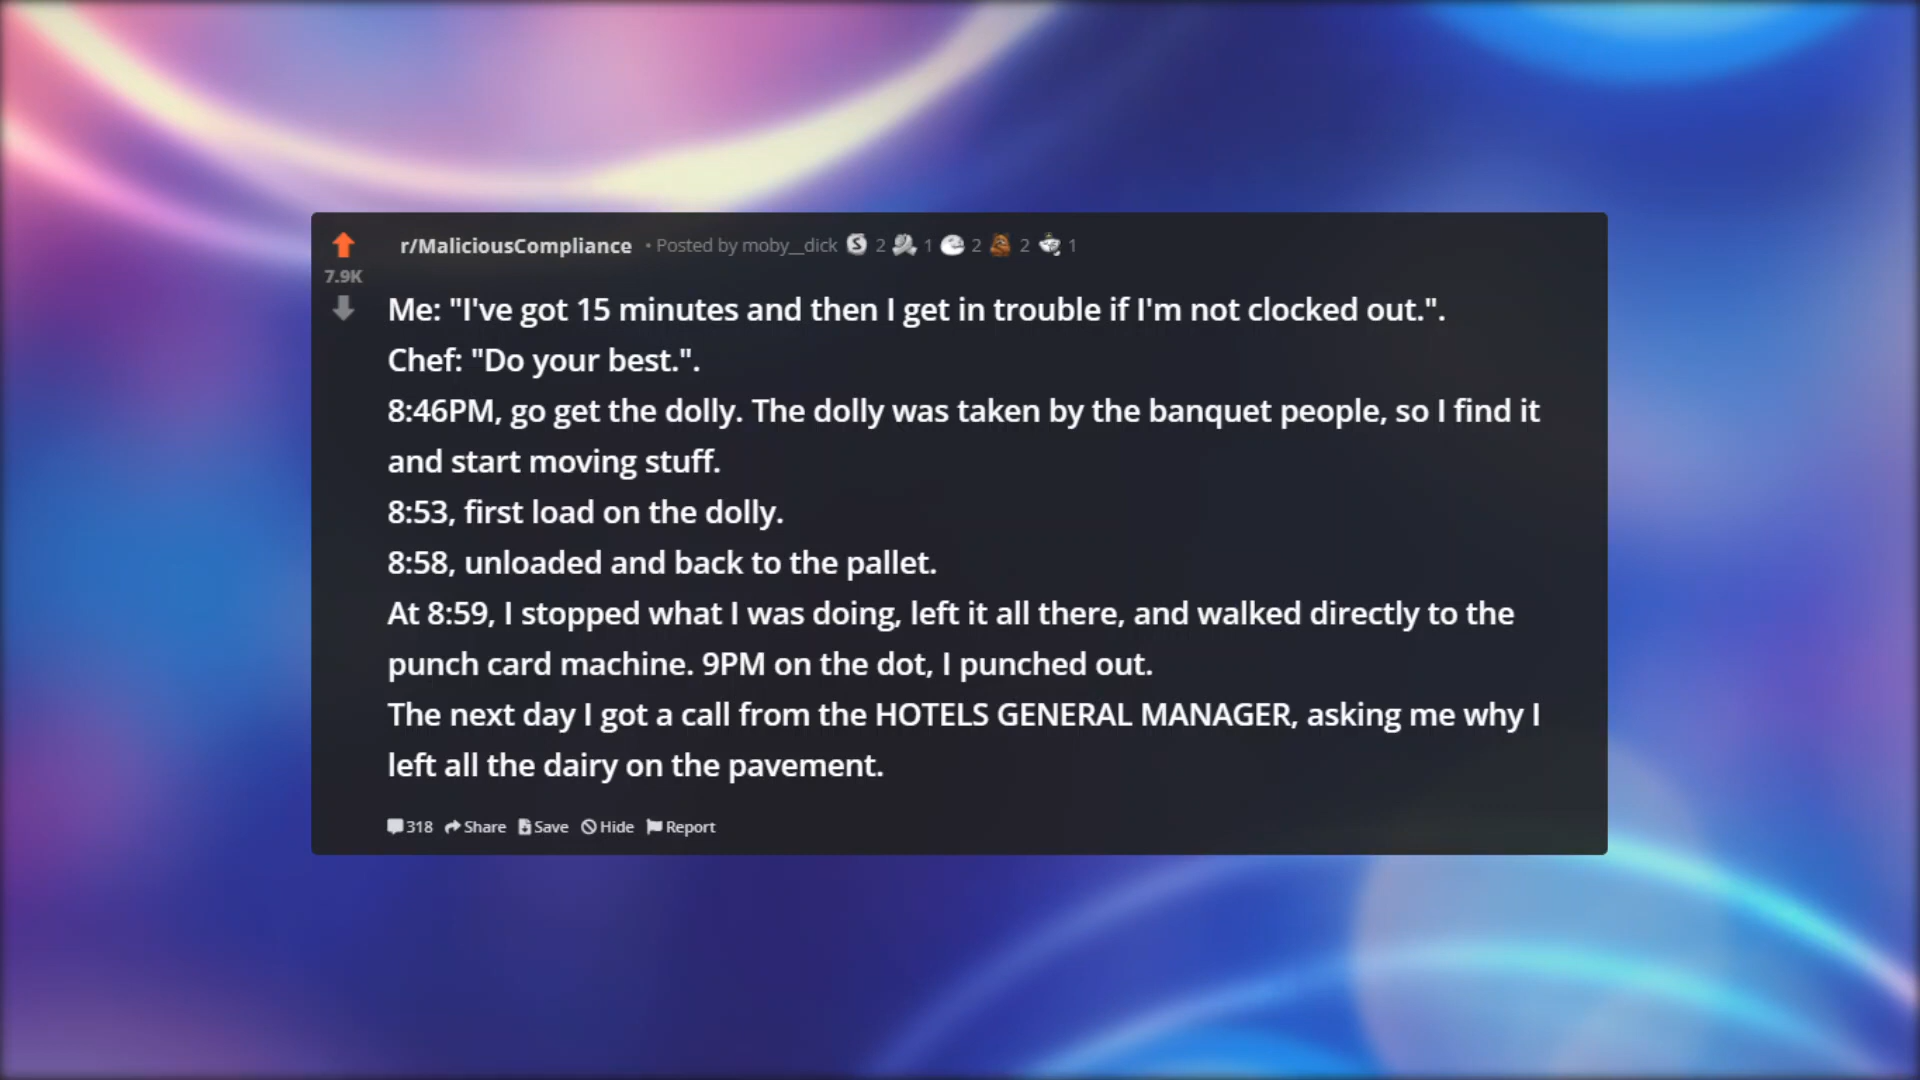 r/MaliciousCompliance • Posted by moby__dick 2 1 2 2 1
7.9K
Me: "I've got 15 minutes and then I get in trouble if I'm not clocked out.".
Chef: "Do your best.".
8:46PM, go get the dolly. The dolly was taken by the banquet people, so I find it
and start moving stuff.
8:53, first load on the dolly.
8:58, unloaded and back to the pallet.
At 8:59, I stopped what I was doing, left it all there, and walked directly to the
punch card machine. 9PM on the dot, I punched out.
The next day I got a call from the HOTELS GENERAL MANAGER, asking me why I
left all the dairy on the pavement.
318 Share Save Hide Report